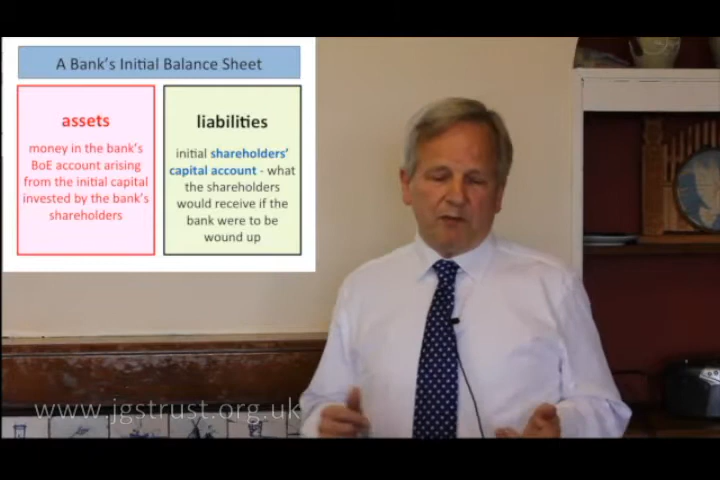 A Bank's Initial Balance Sheet
assets
money in the bank's
BoE account arising
from the initial capital
invested by the bank's
shareholders
liabilities
initial shareholders'
capital account - what
the shareholders
would receive if the
bank were to be
wound up
www.jgstrust.org.uk